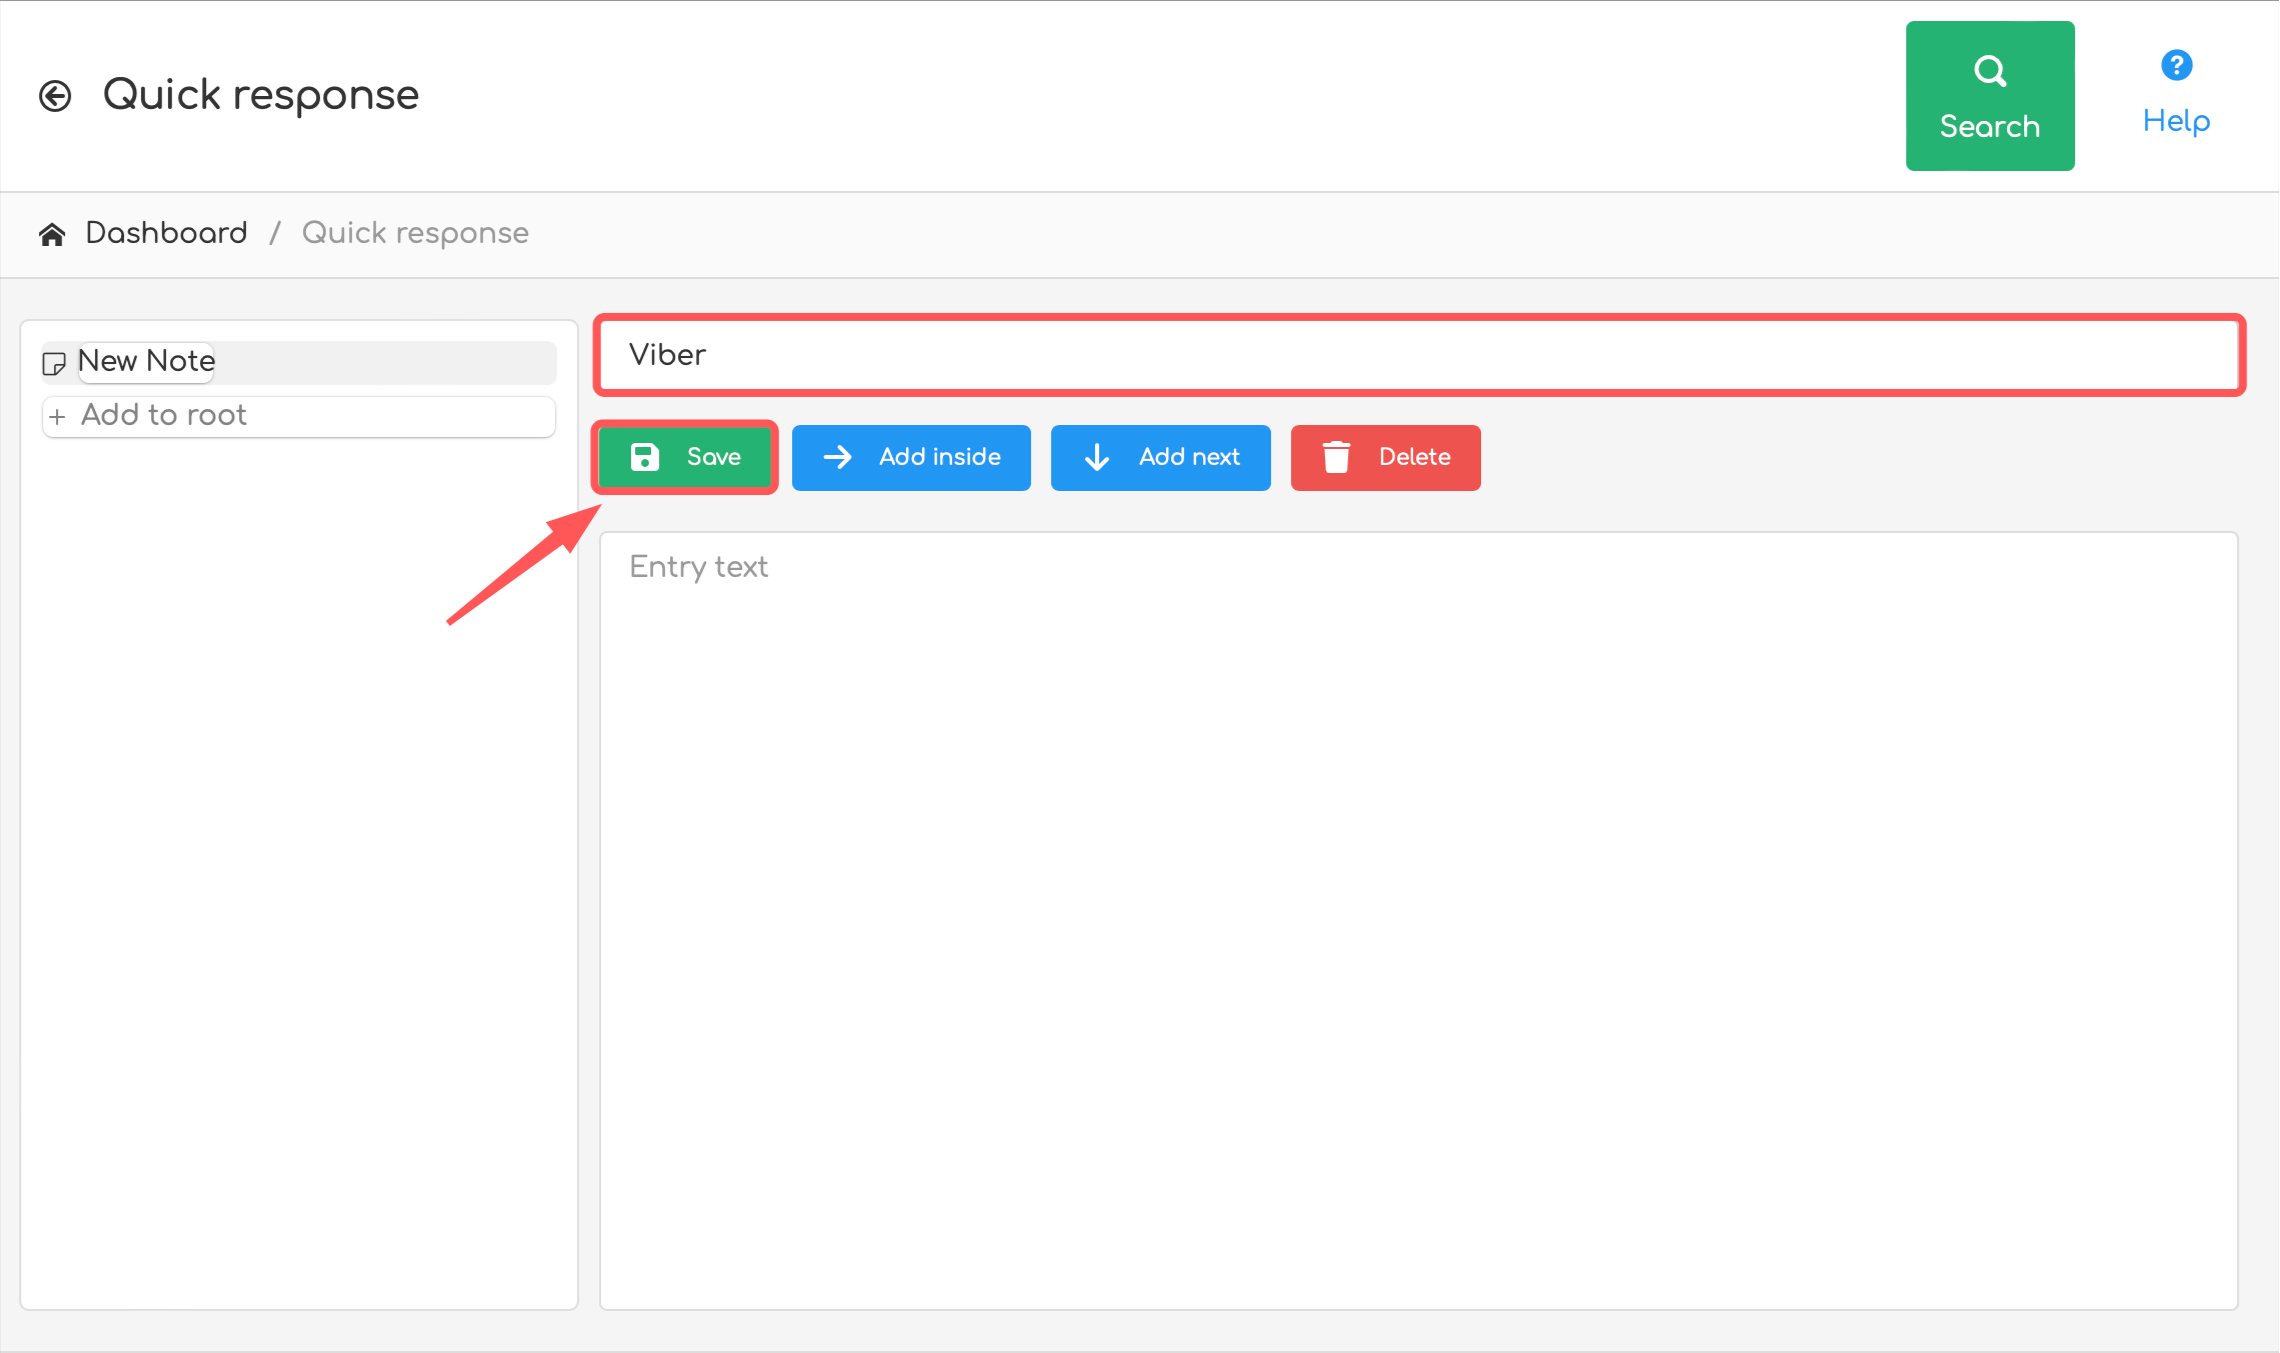 Quick response
Search
Help
Dashboard / Quick response
New Note
+ Add to root
Viber
Save
Add inside
Add next
Delete
Entry text